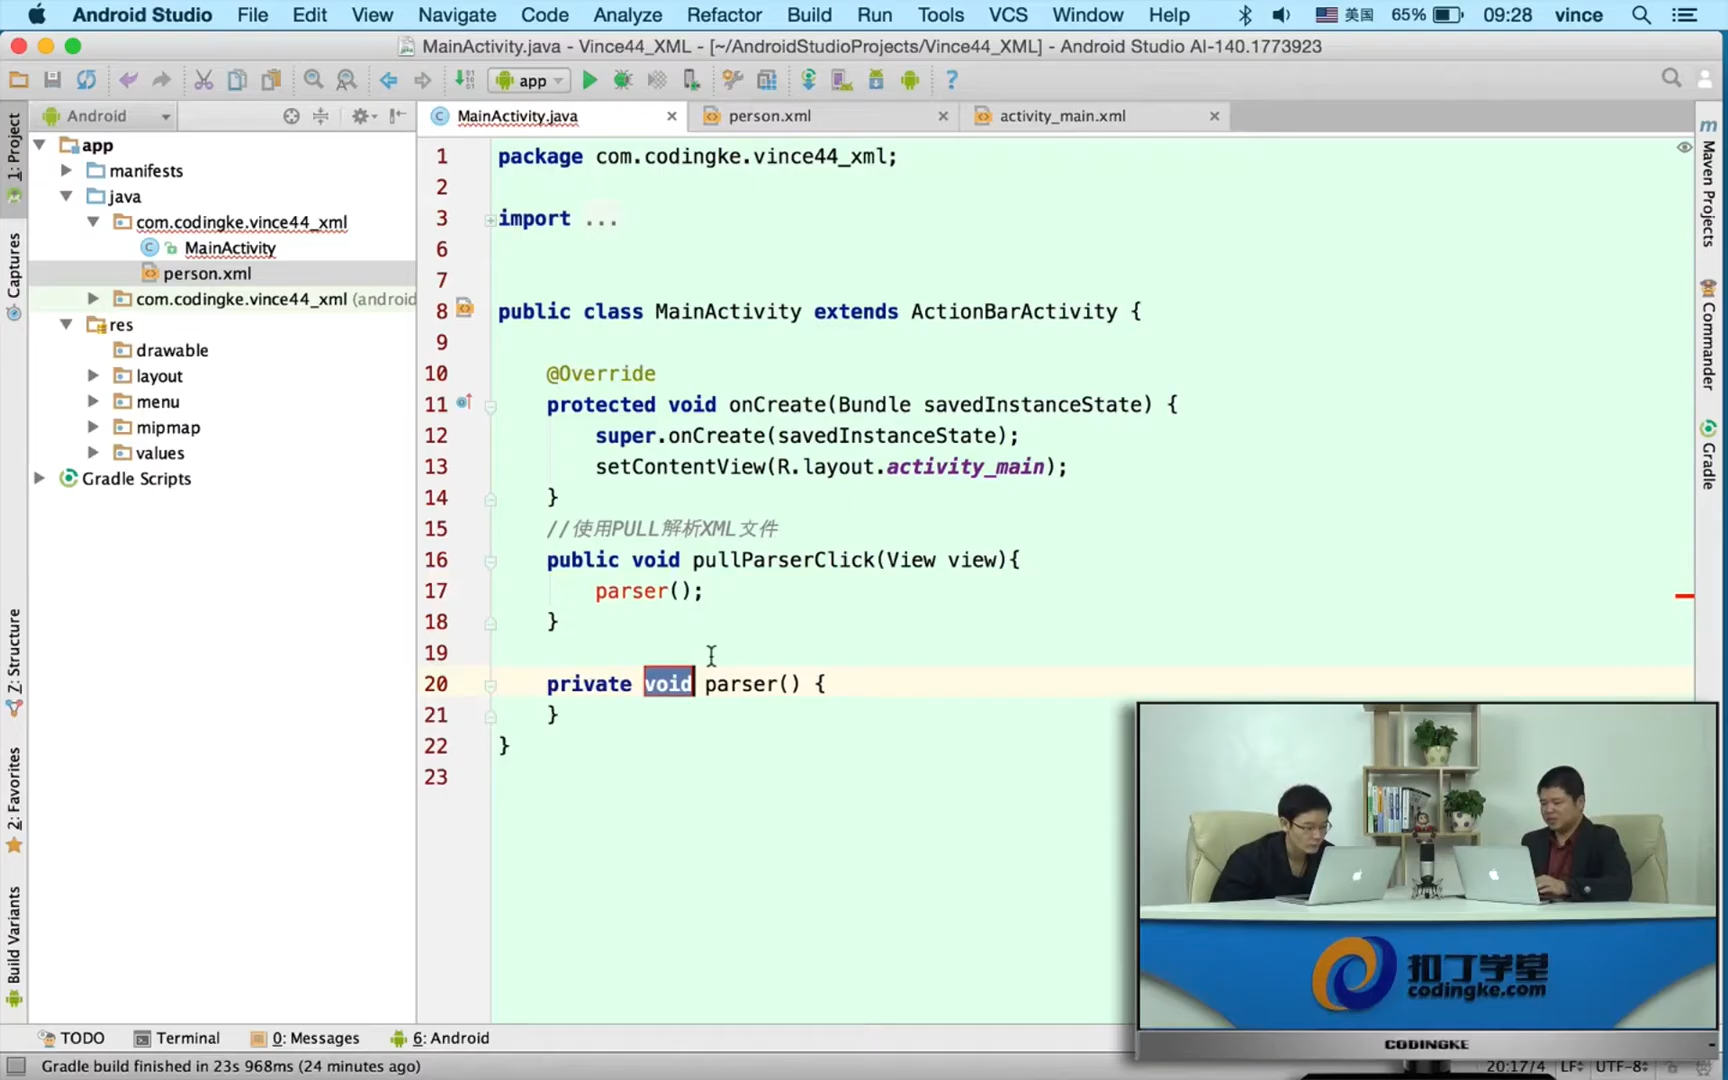 Android Studio File Edit View Navigate Code Analyze Refactor Build Run Tools VCS Window Help 美国 65% 09:28 vince
MainActivity.java - Vince44_XML - [~/AndroidStudioProjects/Vince44_XML] - Android Studio AI-140.1773923
app
Android
MainActivity.java
person.xml
activity_main.xml
1: Project
Captures
Z: Structure
2: Favorites
Build Variants
app
manifests
java
com.codingke.vince44_xml
MainActivity
person.xml
com.codingke.vince44_xml (android
res
drawable
layout
menu
mipmap
values
Gradle Scripts
1 package com.codingke.vince44_xml;
2
3 import ...
6
7
8 public class MainActivity extends ActionBarActivity {
9
10 @Override
11 protected void onCreate(Bundle savedInstanceState) {
12 super.onCreate(savedInstanceState);
13 setContentView(R.layout.activity_main);
14 }
15 //使用PULL解析XML文件
16 public void pullParserClick(View view){
17 parser();
18 }
19
20 private void parser() {
21 }
22 }
23
Maven Projects
Commander
Gradle
扣丁学堂
codingke.com
CODINGKE
TODO Terminal 0: Messages 6: Android
Gradle build finished in 23s 968ms (24 minutes ago)
20:17/4 LF UTF-8